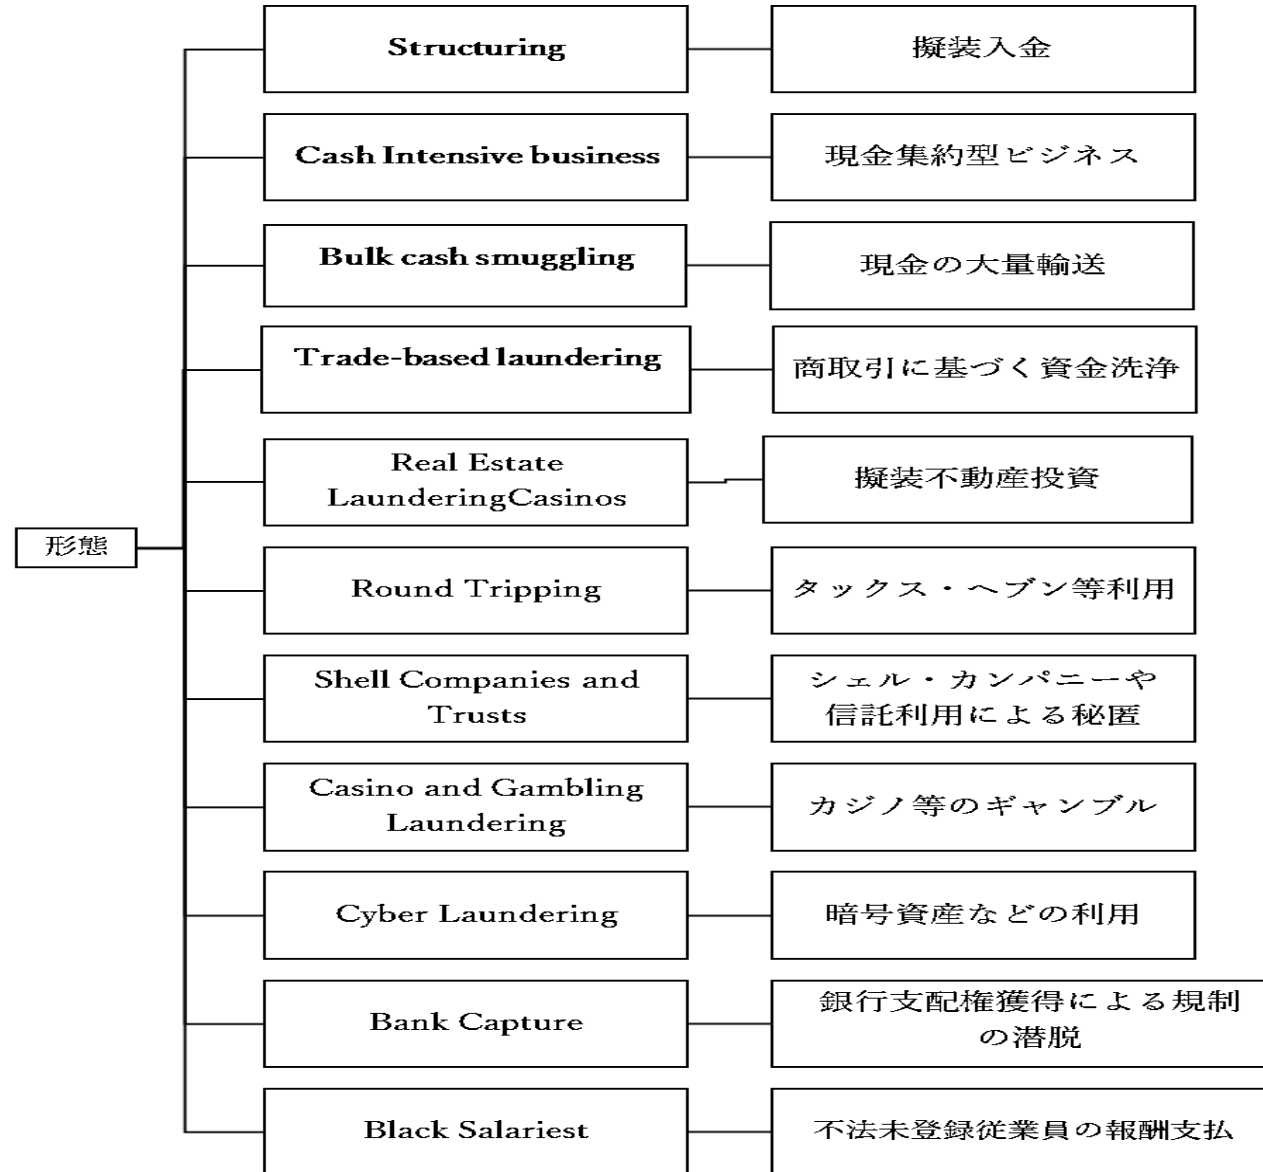 形態
Structuring
擬装入金
Cash Intensive business
現金集約型ビジネス
Bulk cash smuggling
現金の大量輸送
Trade-based laundering
商取引に基づく資金洗浄
Real Estate
LaunderingCasinos
擬装不動産投資
Round Tripping
タックス・ヘブン等利用
Shell Companies and
Trusts
シェル・カンパニーや
信託利用による秘匿
Casino and Gambling
Laundering
カジノ等のギャンブル
Cyber Laundering
暗号資産などの利用
Bank Capture
銀行支配権獲得による規制
の潜脱
Black Salariest
不法未登録従業員の報酬支払